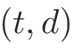 (t, d)